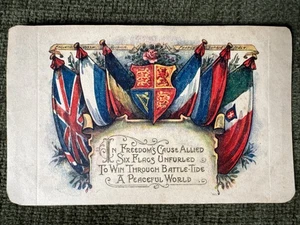 In Freedom's Cause Allied
Six Flags Unfurled
To Win Through Battle-Tide
A Peaceful World